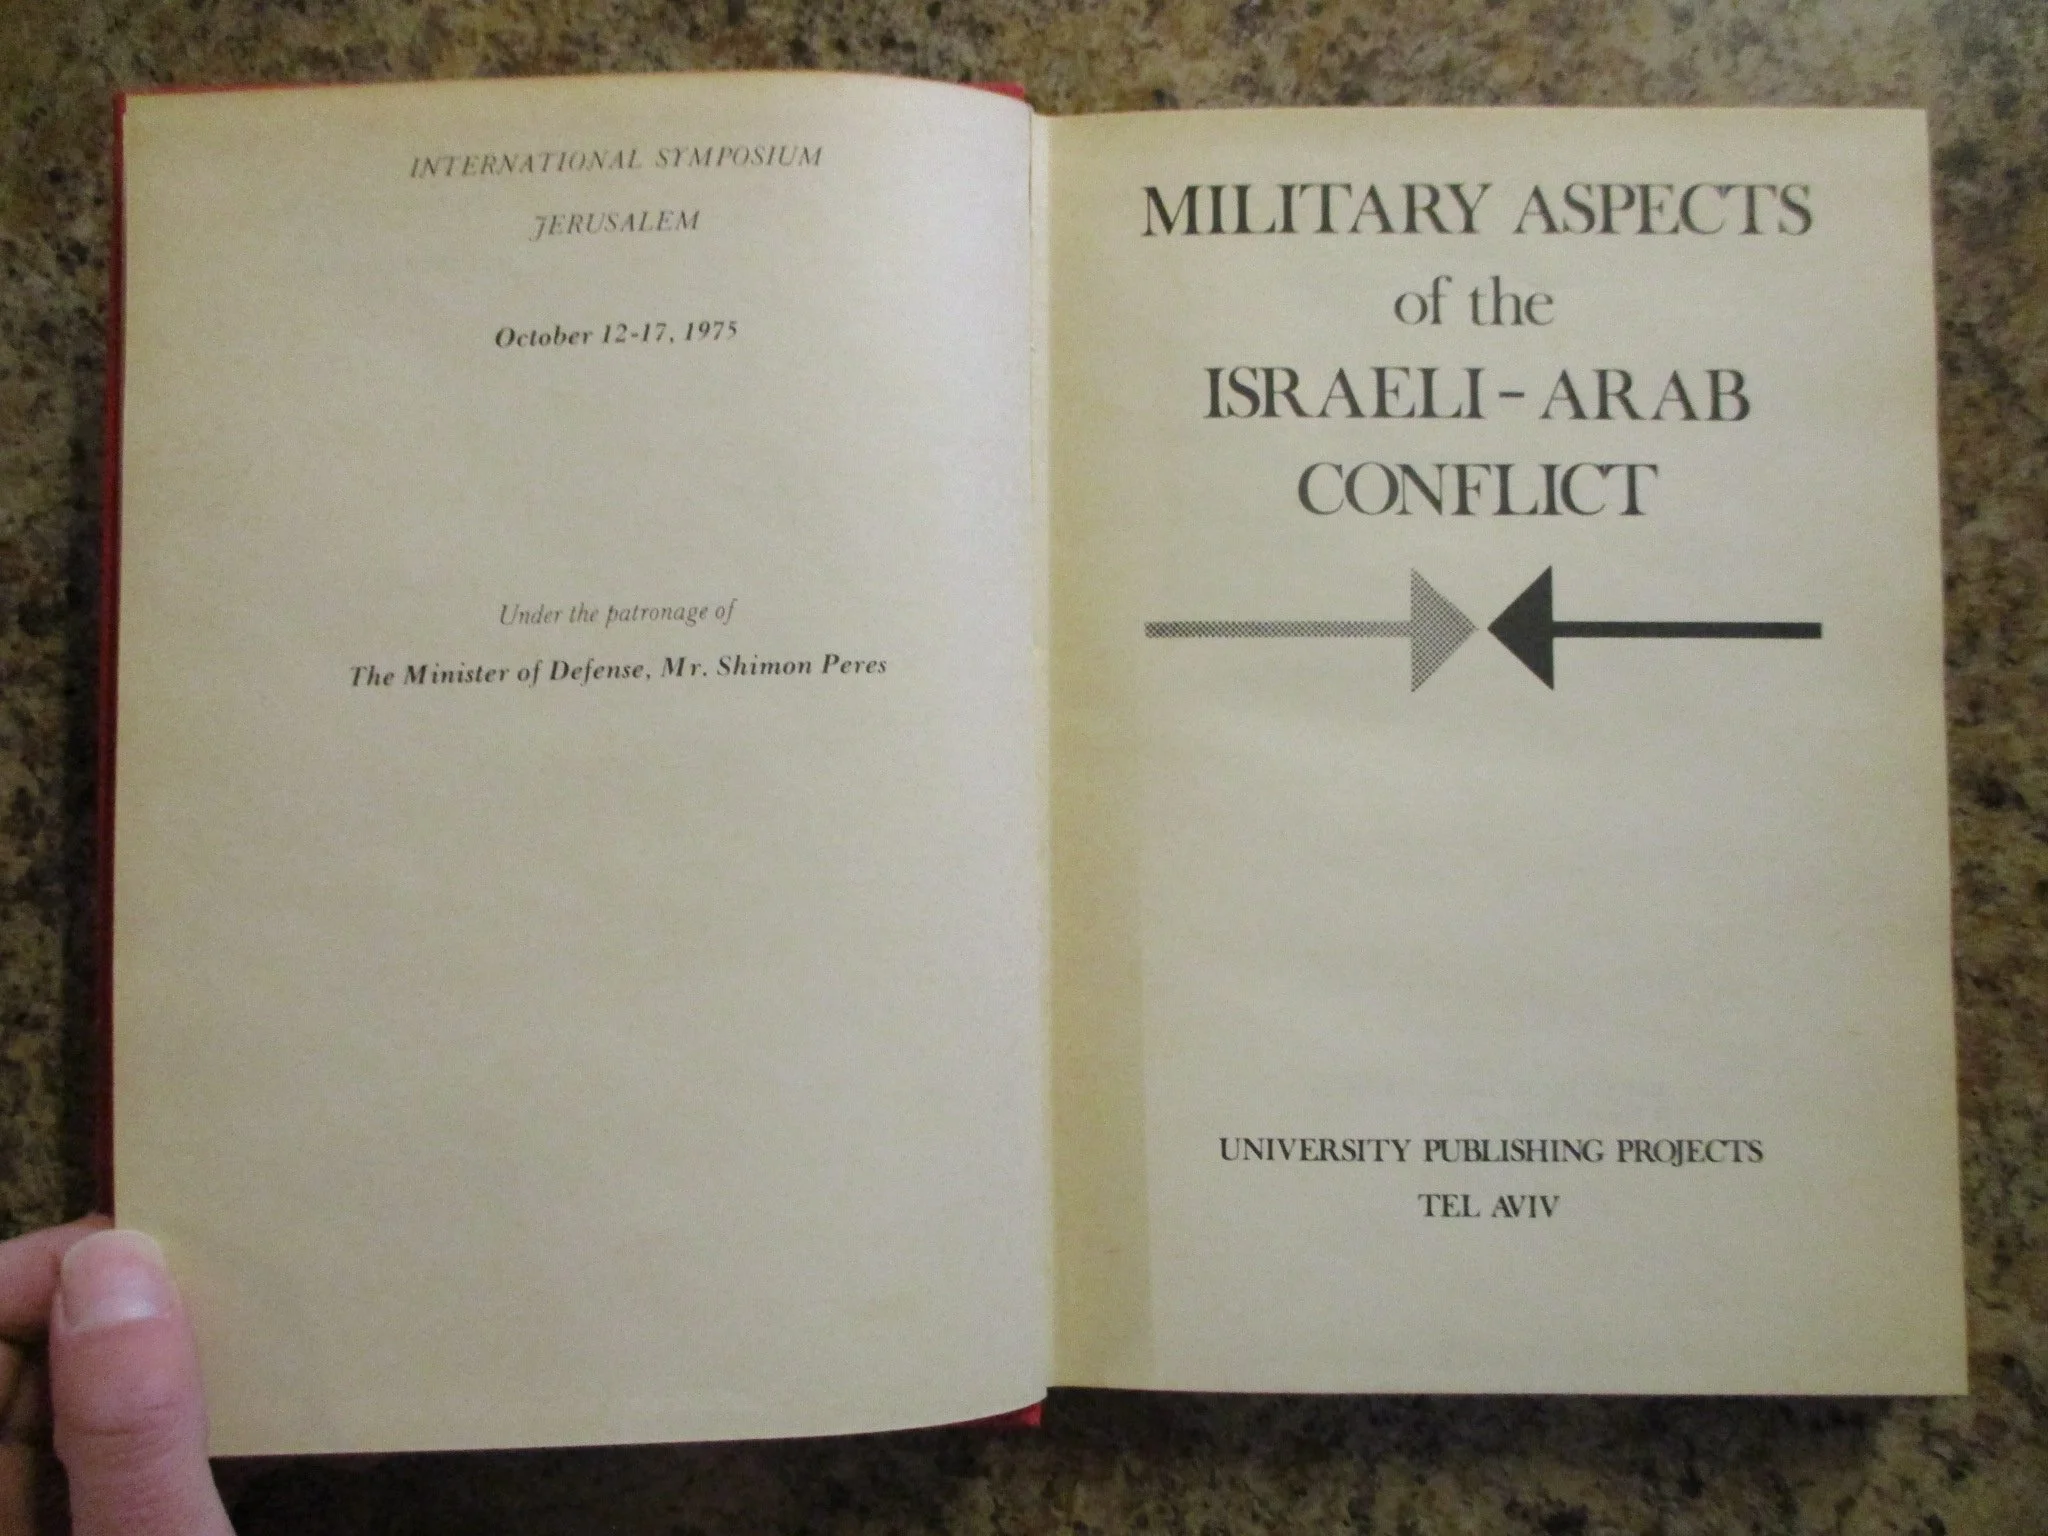 INTERNATIONAL SYMPOSIUM
JERUSALEM
October 12-17, 1975
Under the patronage of
The Minister of Defense, Mr. Shimon Peres
MILITARY ASPECTS
of the
ISRAELI-ARAB
CONFLICT
UNIVERSITY PUBLISHING PROJECTS
TEL AVIV